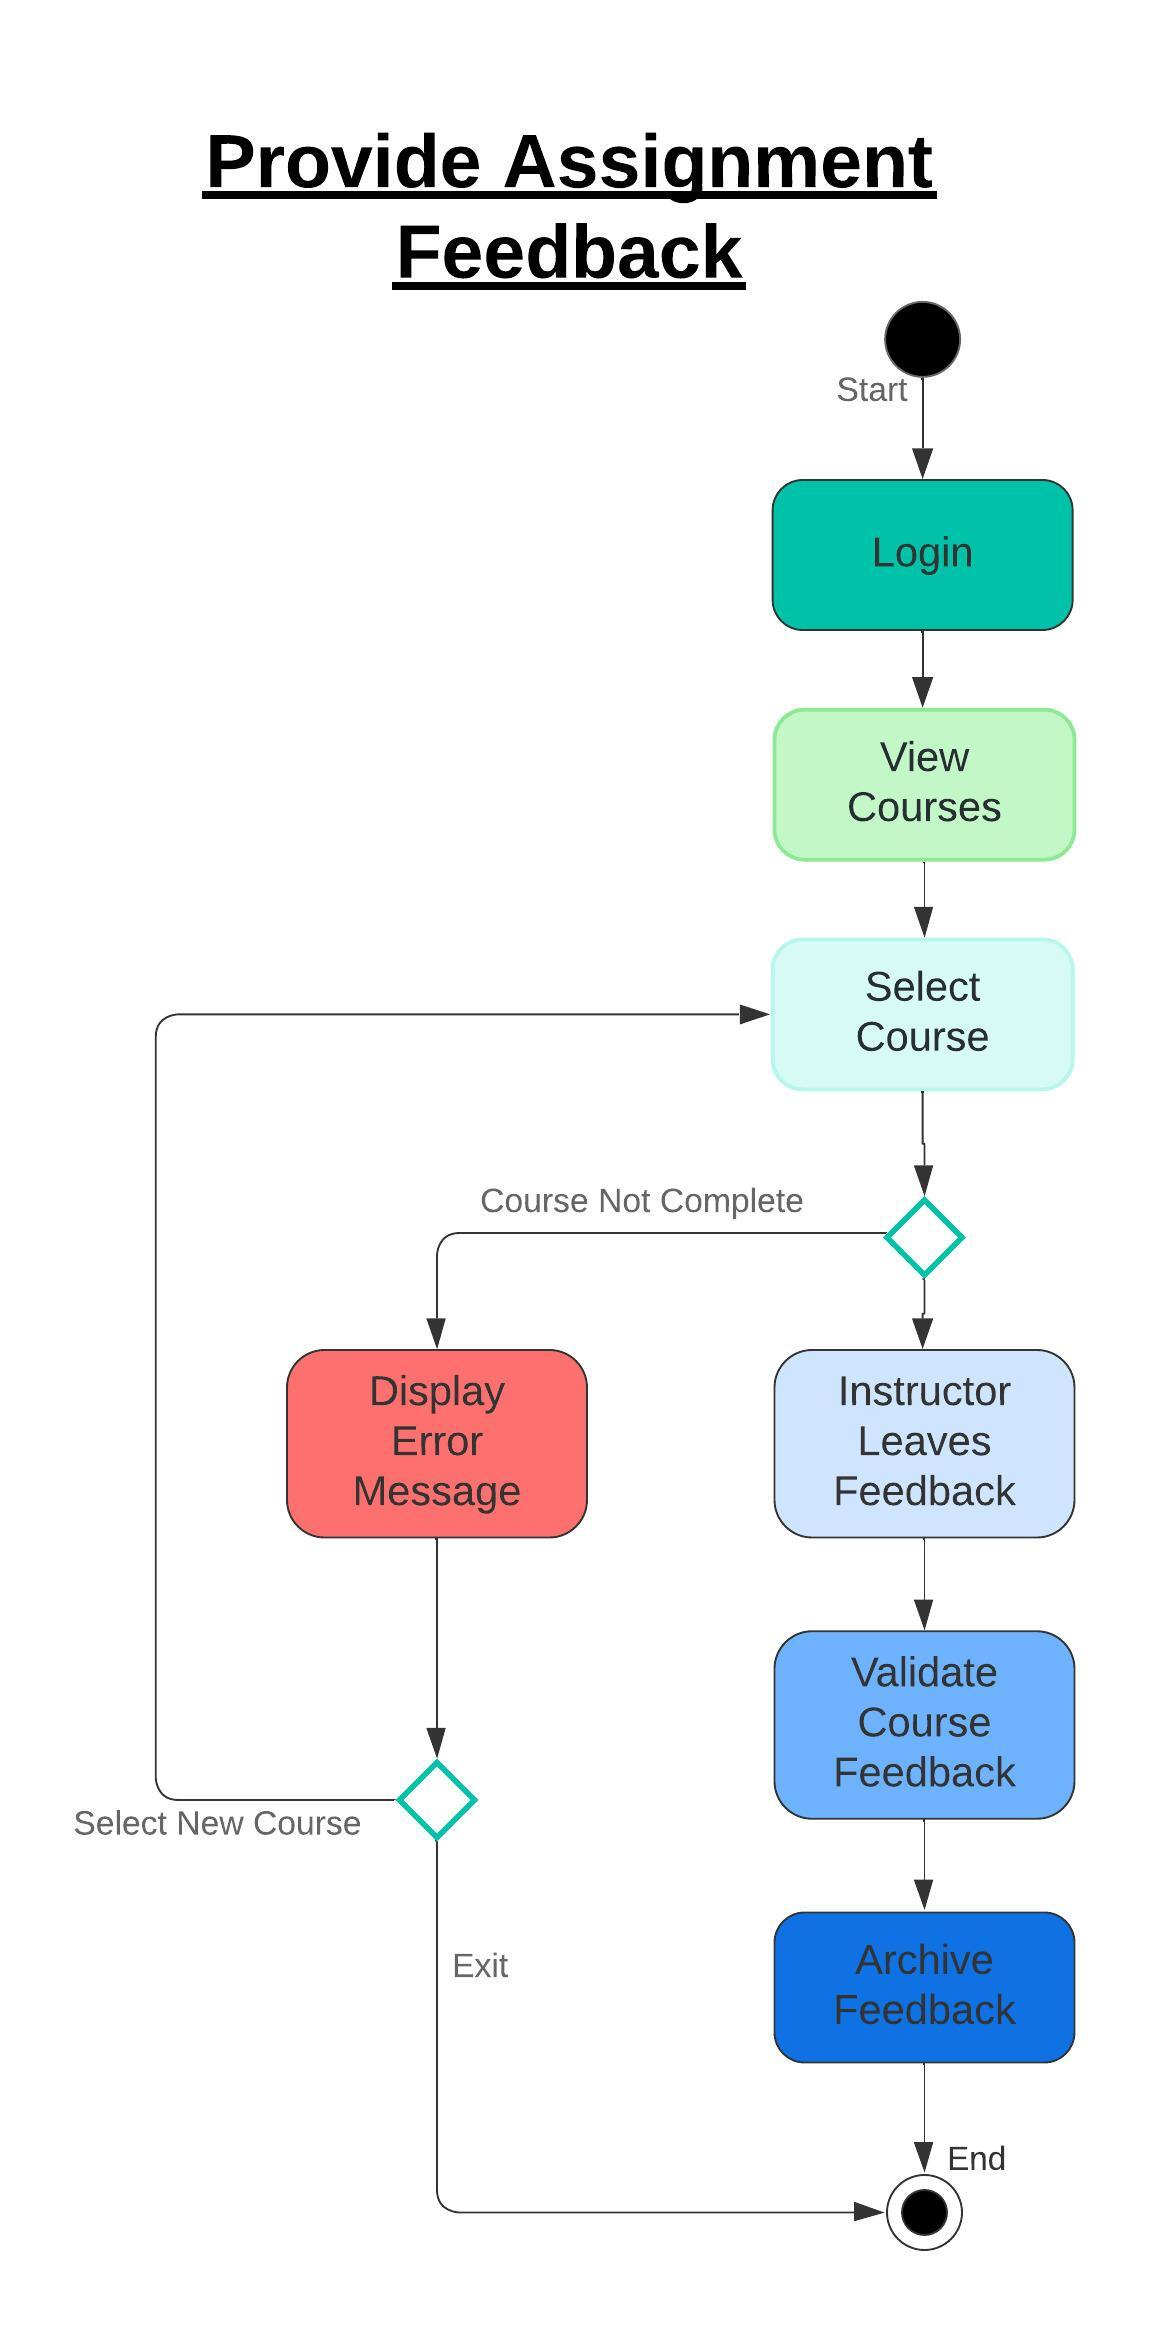 Provide Assignment
Feedback
Start
Login
View
Courses
Select
Course
Course Not Complete
Display
Error
Message
Instructor
Leaves
Feedback
Validate
Course
Feedback
Select New Course
Archive
Feedback
Exit
End